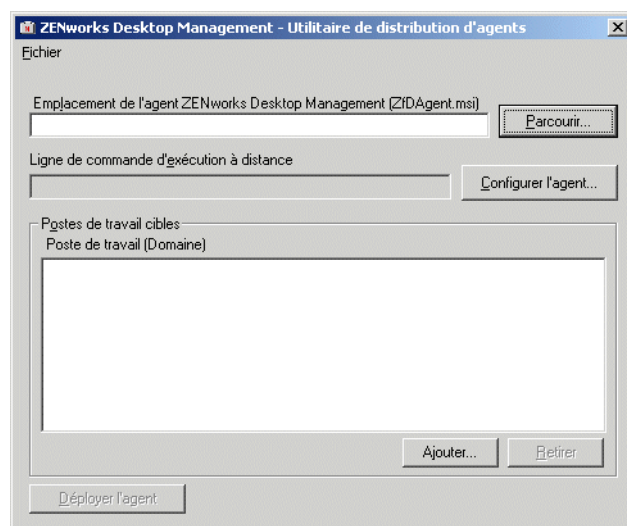 ZENworks Desktop Management - Utilitaire de distribution d'agents
Fichier
Emplacement de l'agent ZENworks Desktop Management (ZfDAgent.msi)
Parcourir...
Ligne de commande d'exécution à distance
Configurer l'agent...
Postes de travail cibles
Poste de travail (Domaine)
Ajouter...
Retirer
Déployer l'agent